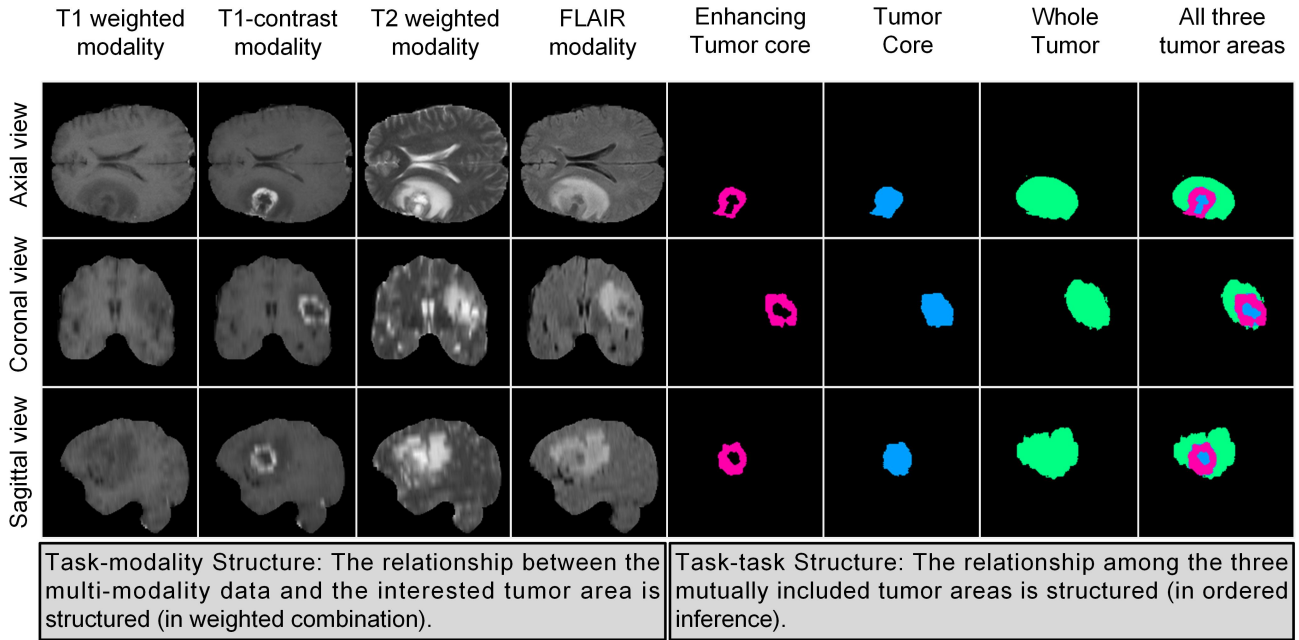 T1 weighted
modality
T1-contrast
modality
T2 weighted
modality
FLAIR
modality
Enhancing
Tumor core
Tumor
Core
Whole
Tumor
All three
tumor areas
Axial view
Coronal view
Sagittal view
Task-modality Structure: The relationship between the
multi-modality data and the interested tumor area is
structured (in weighted combination).
Task-task Structure: The relationship among the three
mutually included tumor areas is structured (in ordered
inference).